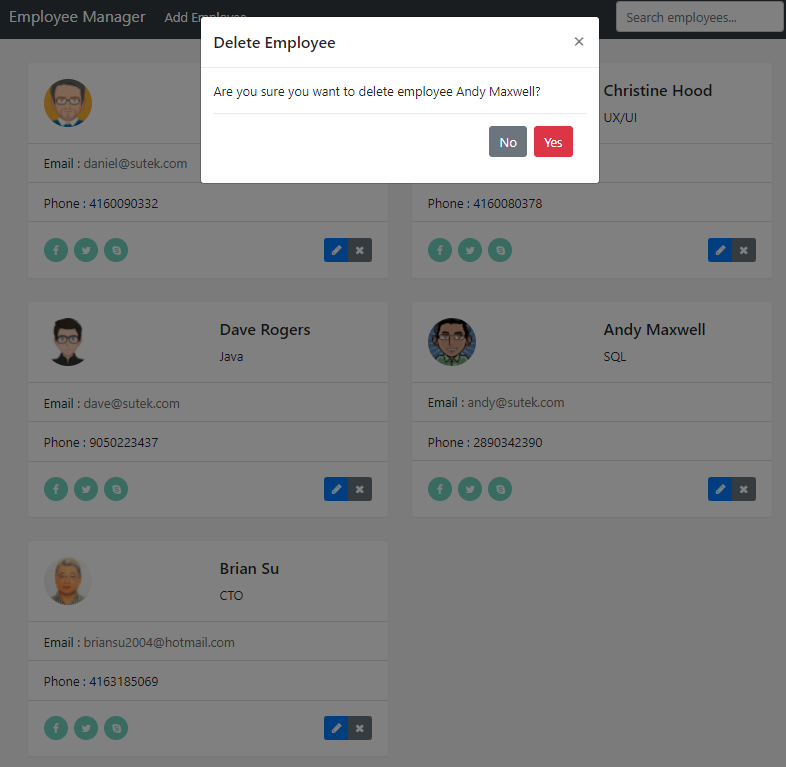 Employee Manager
Add Employee
Search employees...
Delete Employee
×
Are you sure you want to delete employee Andy Maxwell?
No
Yes
Email : daniel@sutek.com
Phone : 4160090332
Christine Hood
UX/UI
Phone : 4160080378
Dave Rogers
Java
Email : dave@sutek.com
Phone : 9050223437
Andy Maxwell
SQL
Email : andy@sutek.com
Phone : 2890342390
Brian Su
CTO
Email : briansu2004@hotmail.com
Phone : 4163185069